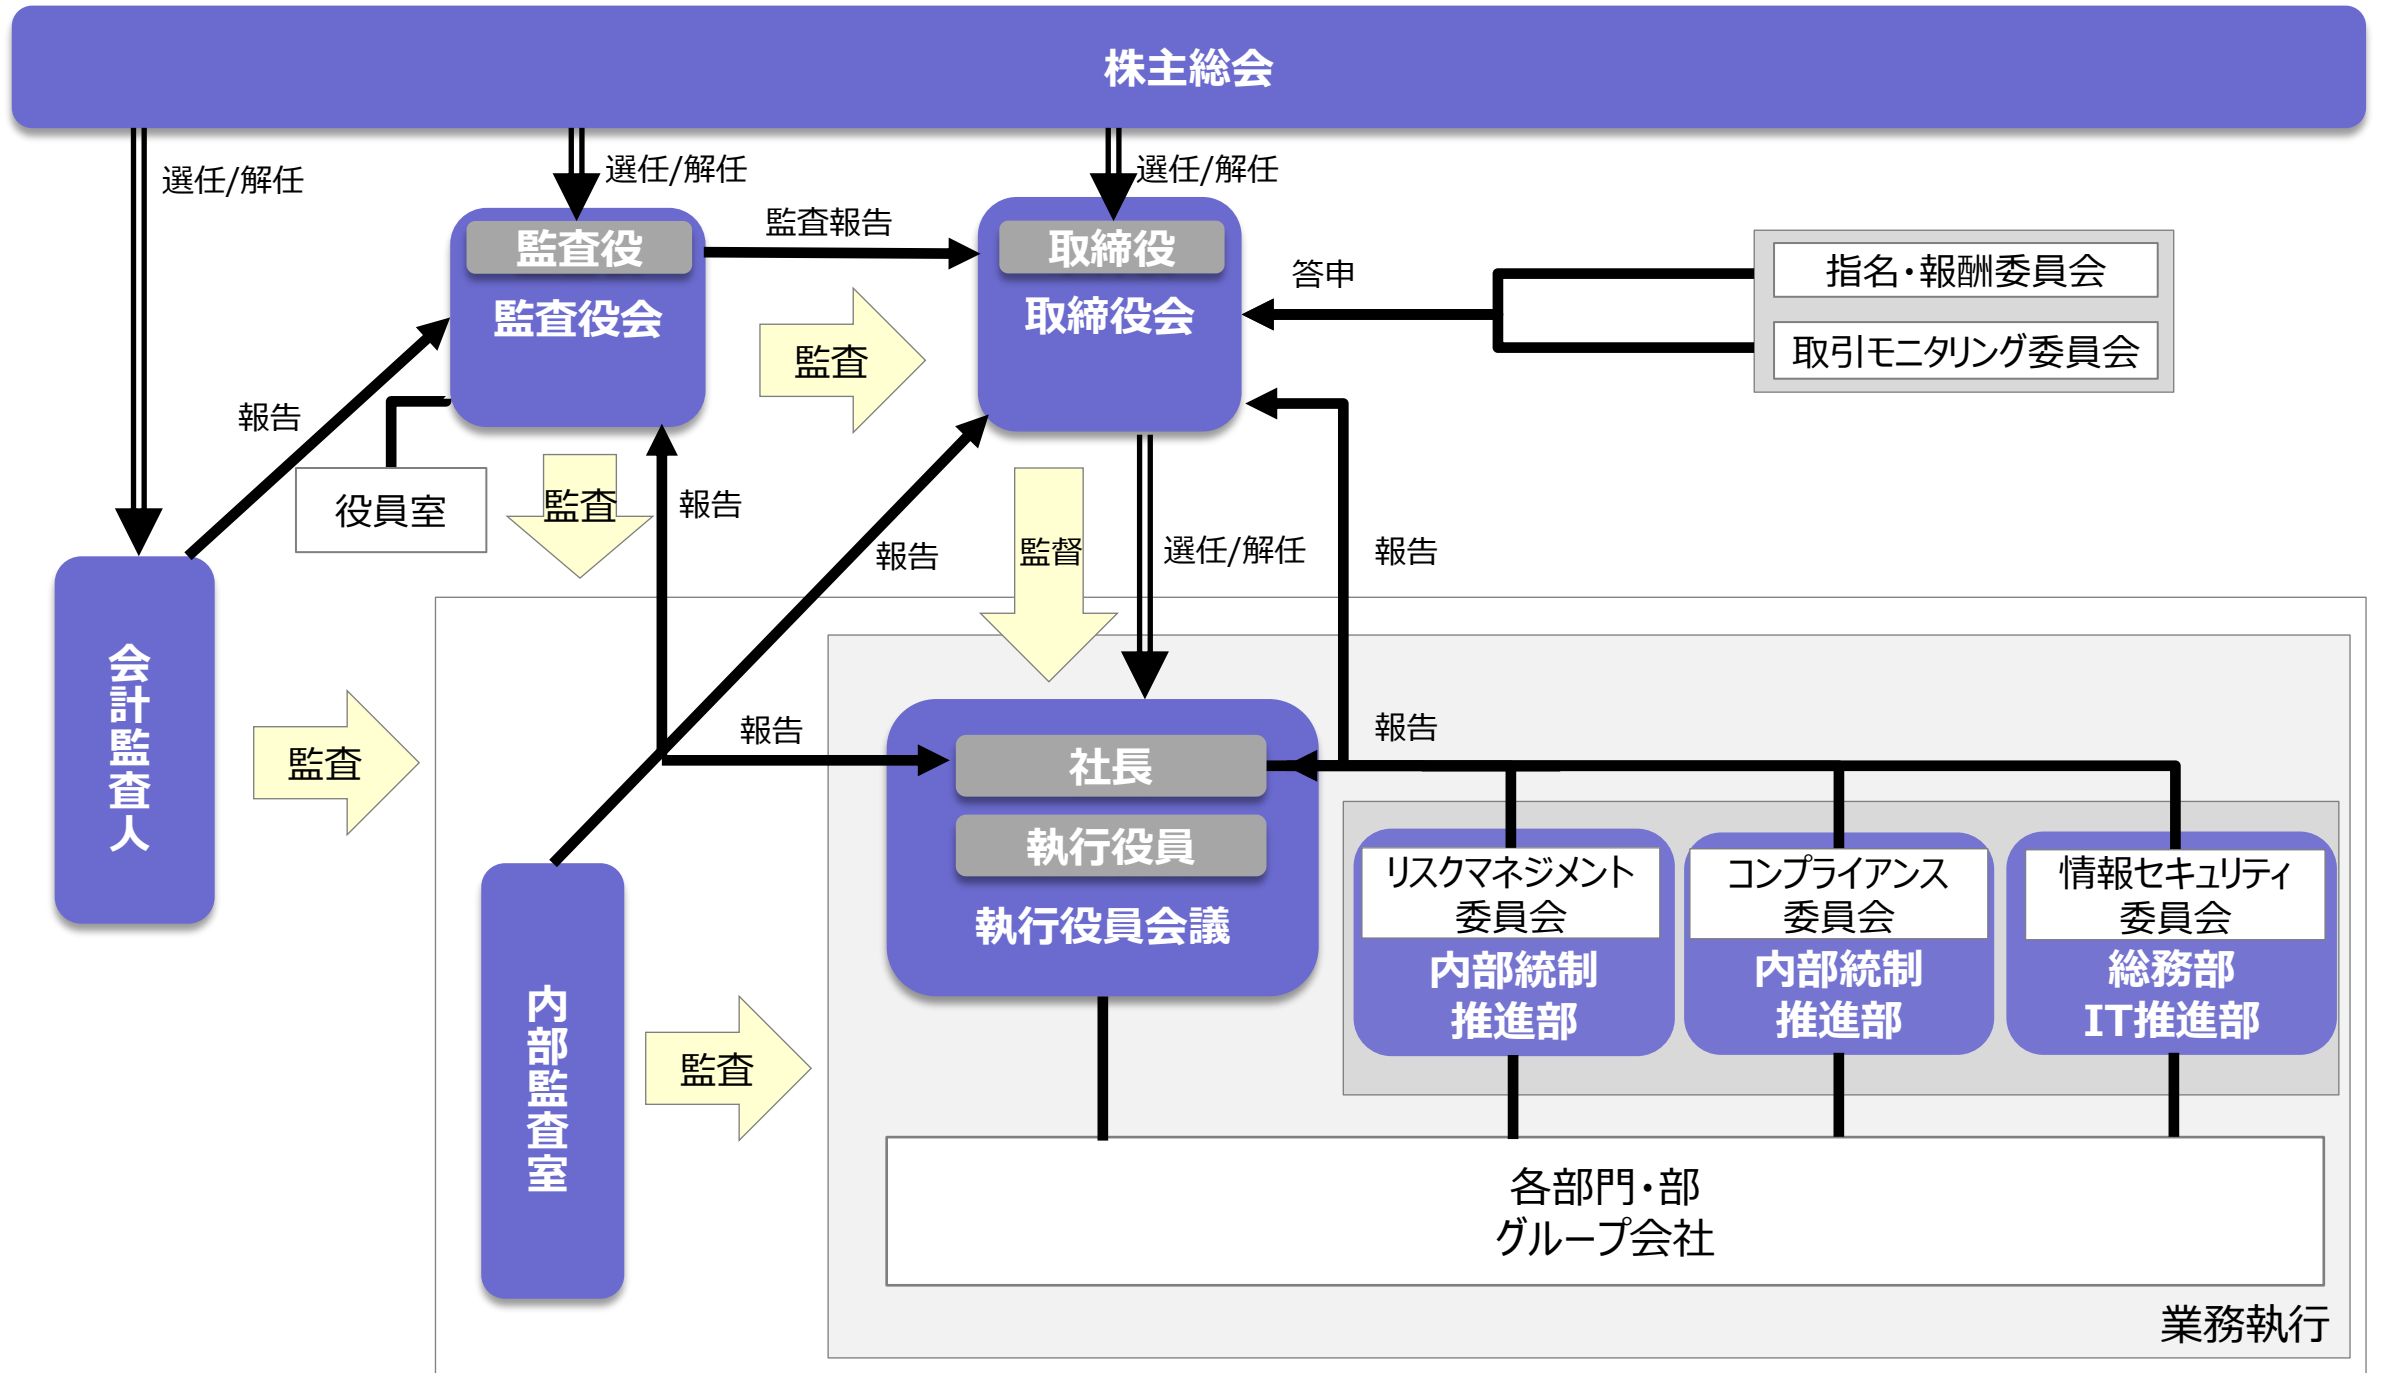 株主総会
選任/解任
選任/解任
選任/解任
監査役
監査役会
監査報告
取締役
取締役会
答申
指名・報酬委員会
取引モニタリング委員会
監査
報告
役員室
監査
報告
報告
監督
選任/解任
報告
会計監査人
監査
報告
報告
社長
執行役員
執行役員会議
リスクマネジメント
委員会
内部統制
推進部
コンプライアンス
委員会
内部統制
推進部
情報セキュリティ
委員会
総務部
IT推進部
内部監査室
監査
各部門・部
グループ会社
業務執行